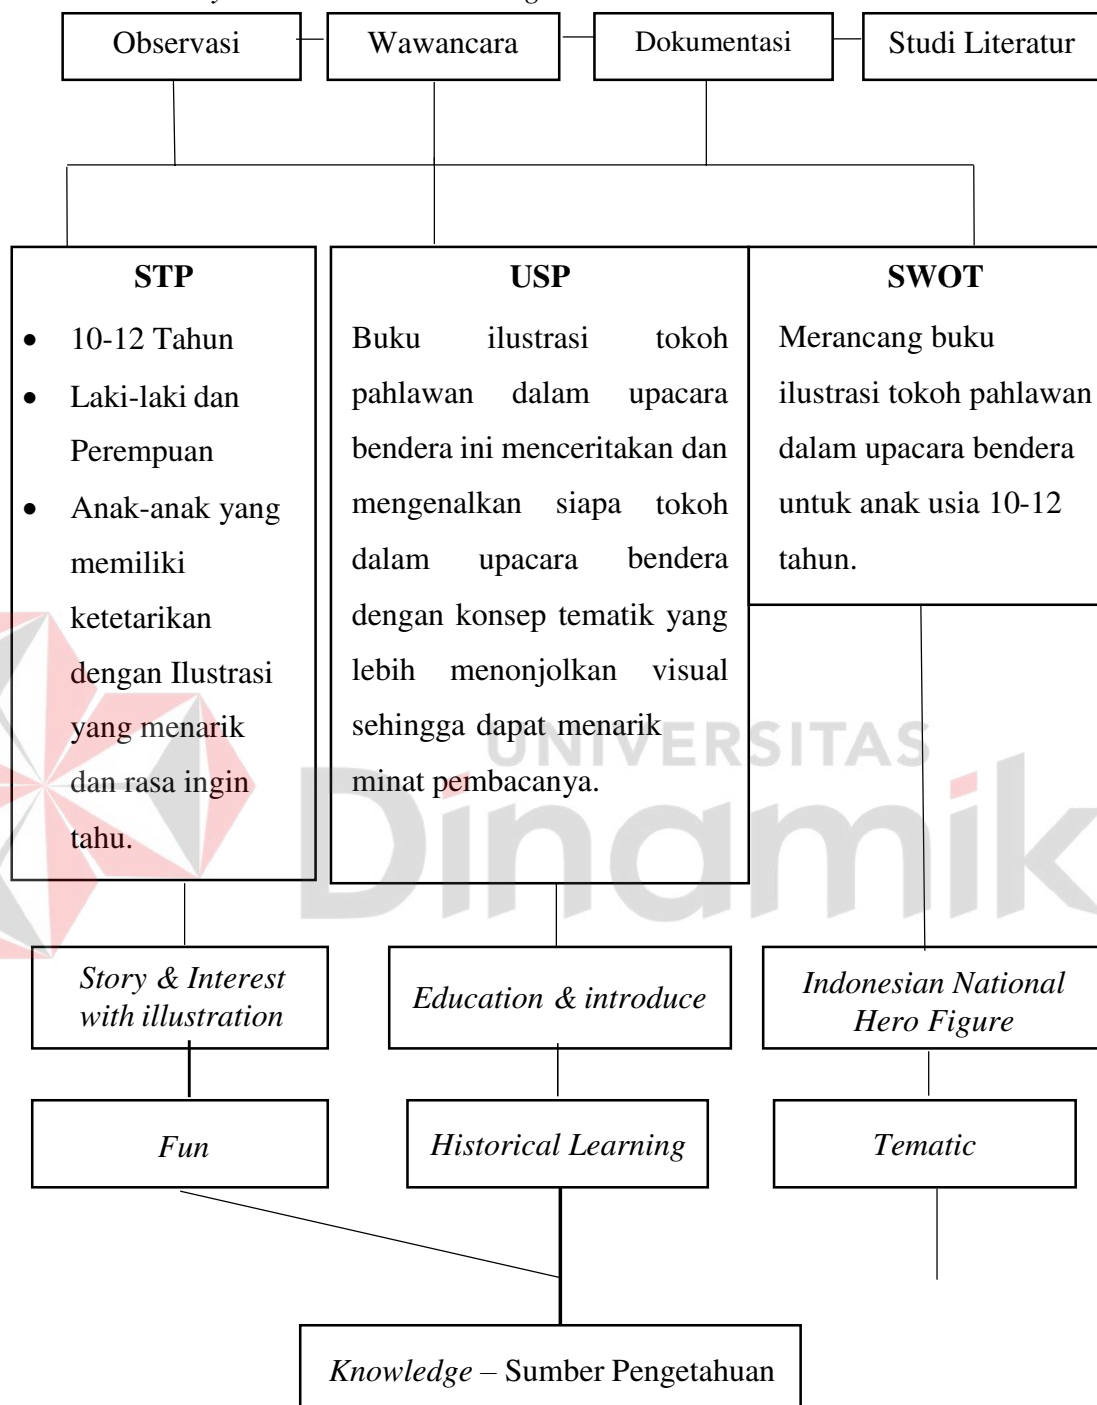 Observasi
Wawancara
Dokumentasi
Studi Literatur
STP
• 10-12 Tahun
• Laki-laki dan
Perempuan
• Anak-anak yang
memiliki
ketetarikan
dengan Ilustrasi
yang menarik
dan rasa ingin
tahu.
USP
Buku ilustrasi tokoh
pahlawan dalam upacara
bendera ini menceritakan dan
mengenalkan siapa tokoh
dalam upacara bendera
dengan konsep tematik yang
lebih menonjolkan visual
sehingga dapat menarik
minat pembacanya.
SWOT
Merancang buku
ilustrasi tokoh pahlawan
dalam upacara bendera
untuk anak usia 10-12
tahun.
UNIVERSITAS
Dinamik
Story & Interest
with illustration
Education & introduce
Indonesian National
Hero Figure
Fun
Historical Learning
Tematic
Knowledge – Sumber Pengetahuan